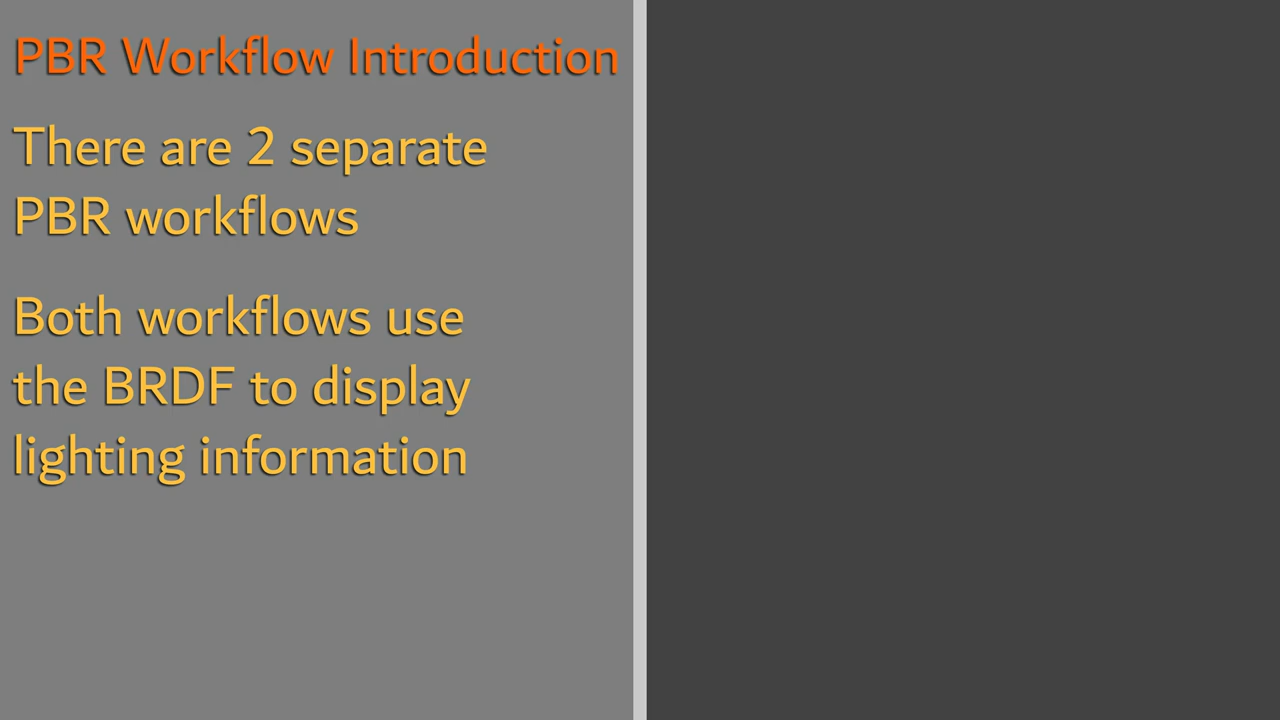 PBR Workflow Introduction
There are 2 separate
PBR workflows
Both workflows use
the BRDF to display
lighting information